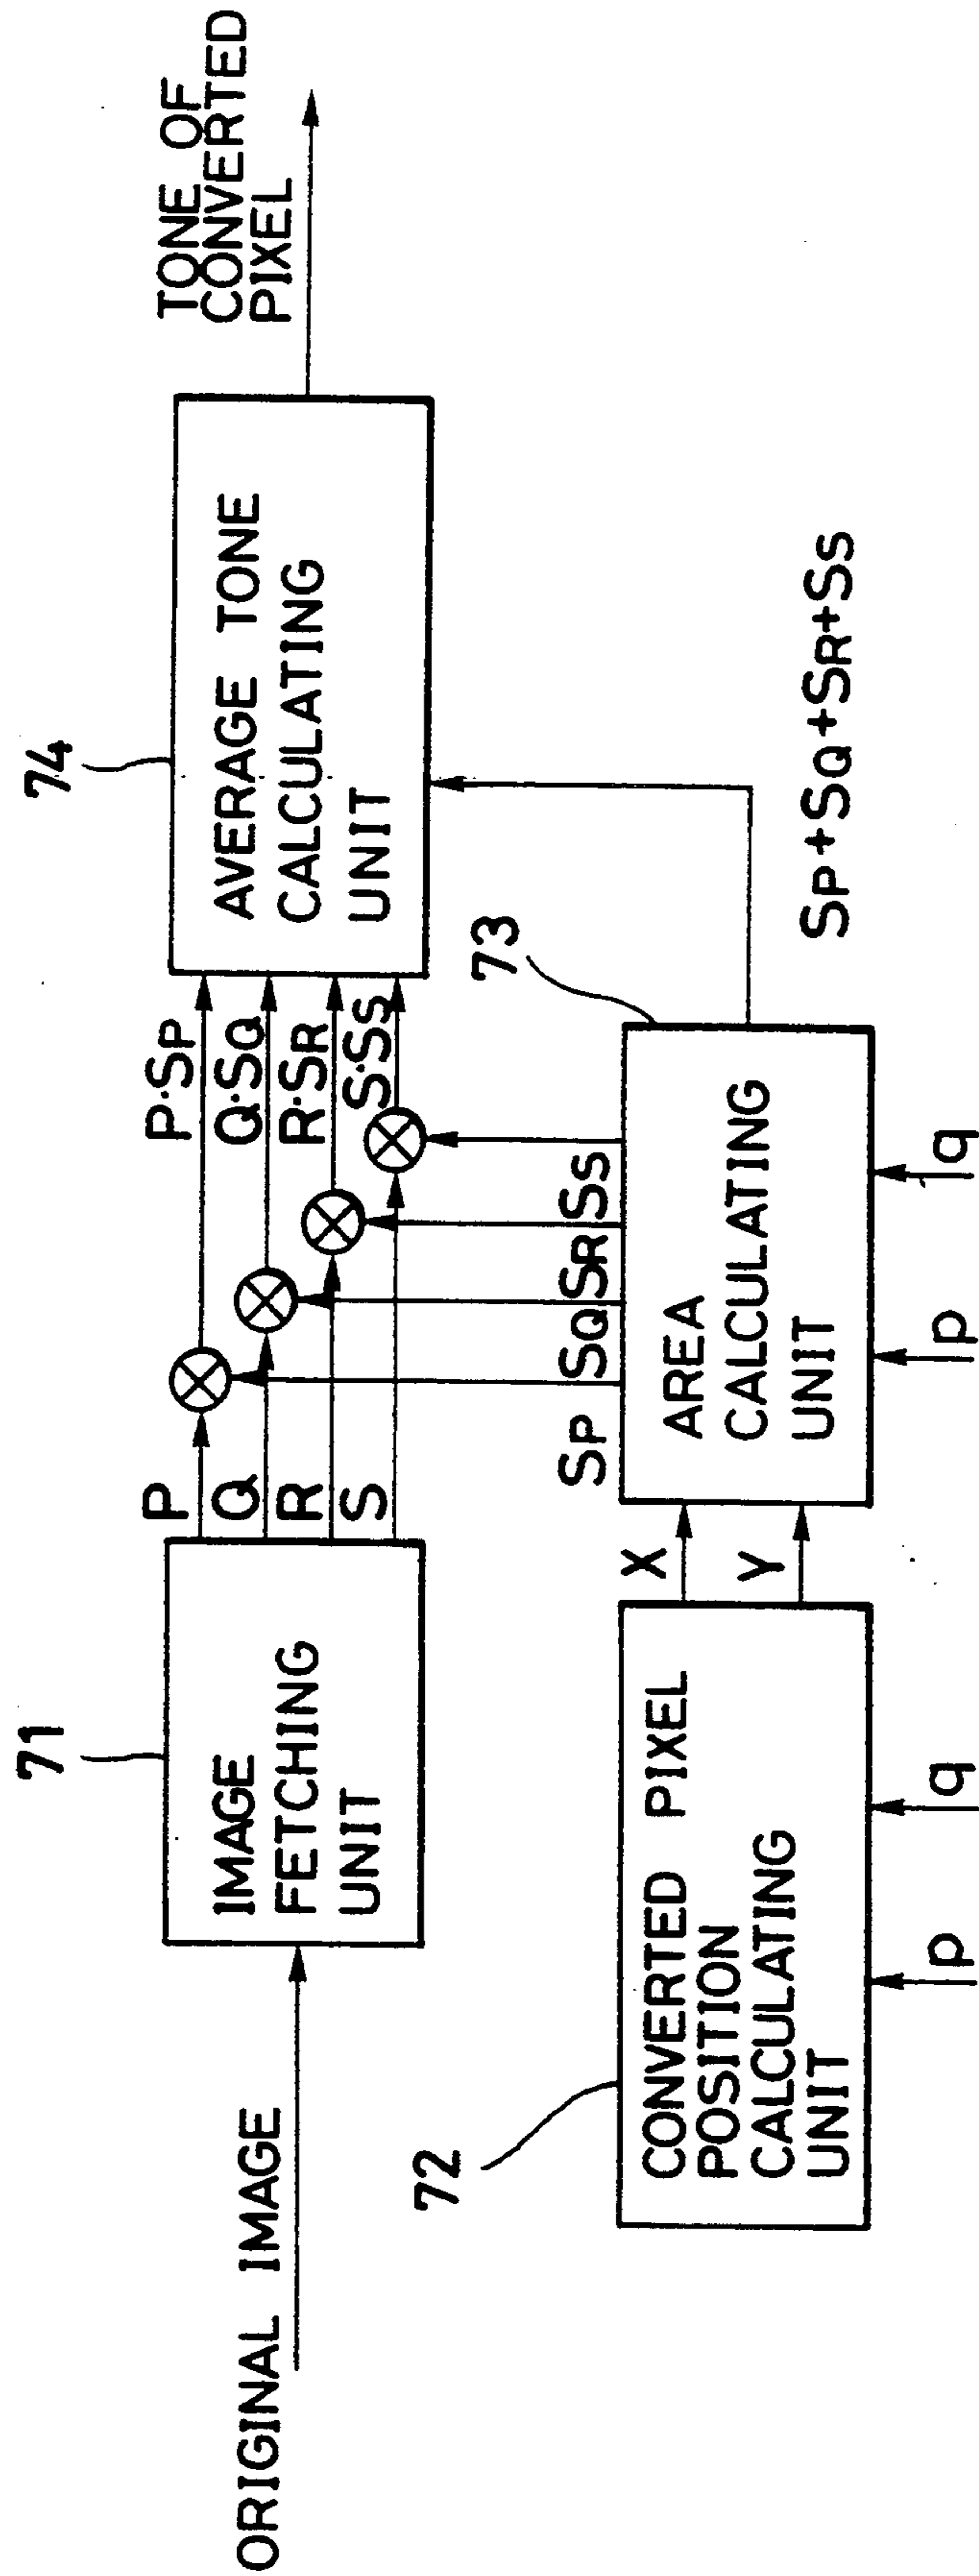 ORIGINAL IMAGE
71
IMAGE
FETCHING
UNIT
P
Q
R
S
P·SP
Q·SQ
R·SR
S·SS
74
AVERAGE TONE
CALCULATING
UNIT
TONE OF
CONVERTED
PIXEL
72
CONVERTED PIXEL
POSITION
CALCULATING
UNIT
p
q
X
Y
SP
SQ
SR
SS
73
AREA
CALCULATING
UNIT
p
q
SP+SQ+SR+SS